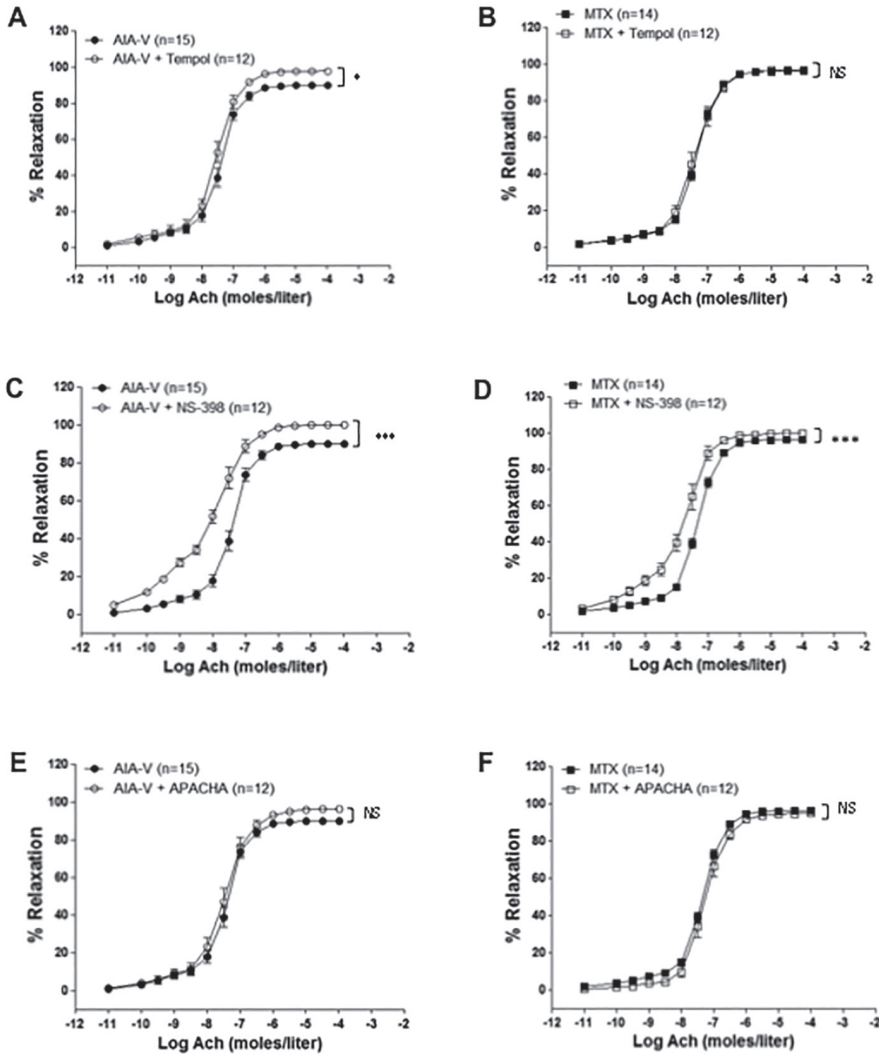 A
AIA-V (n=15)
AIA-V + Tempol (n=12)
120
100
80
60
40
20
0
% Relaxation
-12 -11 -10 -9 -8 -7 -6 -5 -4 -3 -2
Log Ach (moles/liter)
B
MTX (n=14)
MTX + Tempol (n=12)
NS
120
100
80
60
40
20
0
% Relaxation
-12 -11 -10 -9 -8 -7 -6 -5 -4 -3 -2
Log Ach (moles/liter)
C
AIA-V (n=15)
AIA-V + NS-398 (n=12)
120
100
80
60
40
20
0
% Relaxation
-12 -11 -10 -9 -8 -7 -6 -5 -4 -3 -2
Log Ach (moles/liter)
D
MTX (n=14)
MTX + NS-398 (n=12)
120
100
80
60
40
20
0
% Relaxation
-12 -11 -10 -9 -8 -7 -6 -5 -4 -3 -2
Log Ach (moles/liter)
E
AIA-V (n=15)
AIA-V + APACHA (n=12)
NS
120
100
80
60
40
20
0
% Relaxation
-12 -11 -10 -9 -8 -7 -6 -5 -4 -3 -2
Log Ach (moles/liter)
F
MTX (n=14)
MTX + APACHA (n=12)
NS
120
100
80
60
40
20
0
% Relaxation
-12 -11 -10 -9 -8 -7 -6 -5 -4 -3 -2
Log Ach (moles/liter)